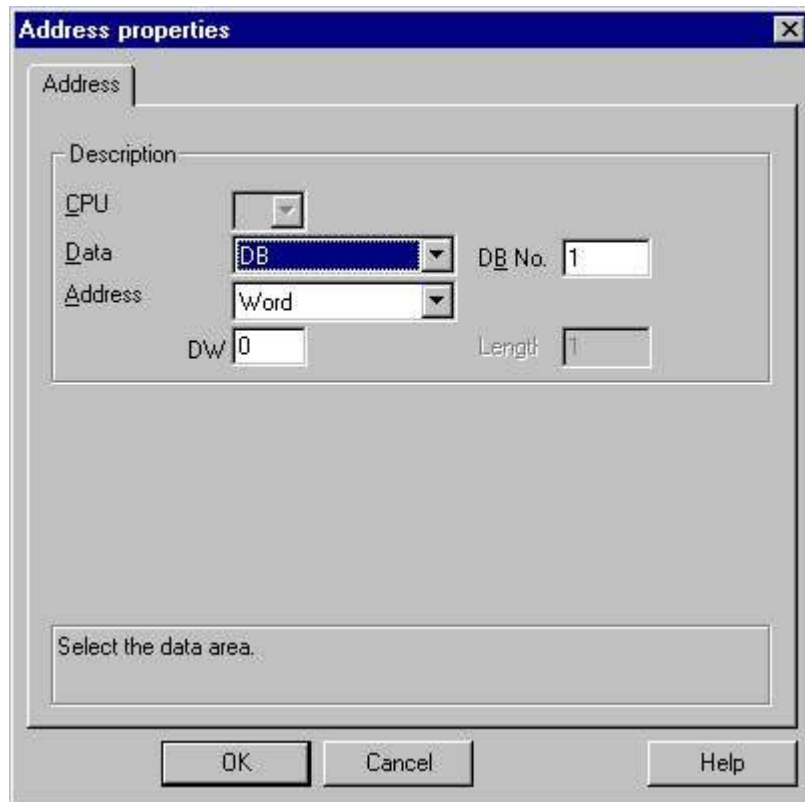 Address properties
Address
Description
CPU
Data DB DB No. 1
Address Word
DW 0 Lengtl 1
Select the data area.
OK Cancel Help